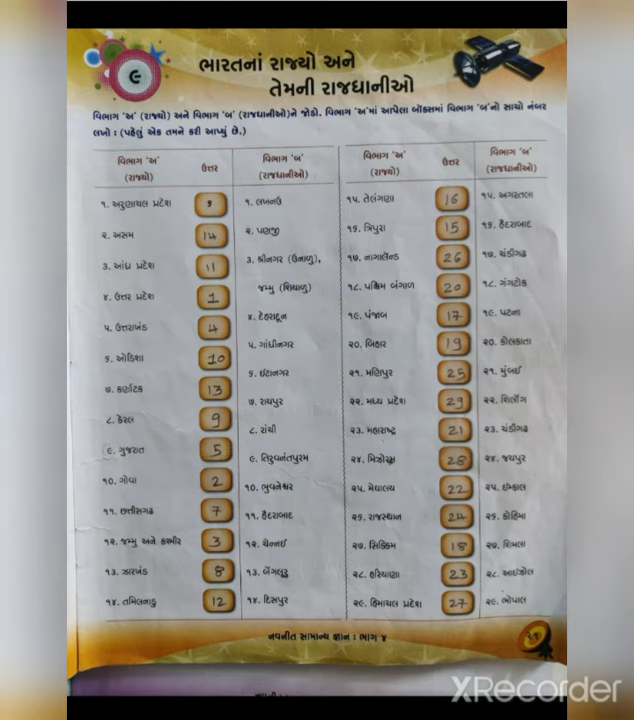 ૯
ભારતનાં રાજ્યો અને
તેમની રાજધાનીઓ
વિભાગ 'અ' (રાજ્યો) અને વિભાગ 'બ' (રાજધાનીઓ)ને જોડો. વિભાગ 'અ'માં આપેલા બૉક્સમાં વિભાગ 'બ'નો સાચો નંબર
લખો : (પહેલું એક તમને કરી આપ્યું છે.)
વિભાગ 'અ' (રાજ્યો) ઉત્તર વિભાગ 'બ' (રાજધાનીઓ)
૧. અરુણાચલ પ્રદેશ ૬ ૧. લખનઉ
૨. અસમ 14 ૨. પણજી
૩. આંધ્ર પ્રદેશ 11 ૩. શ્રીનગર (ઉનાળુ),
જમ્મુ (શિયાળુ)
૪. ઉત્તર પ્રદેશ 1 ૪. દેહરાદૂન
૫. ઉત્તરાખંડ 4 ૫. ગાંધીનગર
૬. ઓડિશા 10 ૬. ઇટાનગર
૭. કર્ણાટક 13 ૭. રાયપુર
૮. કેરલ 9 ૮. રાંચી
૯. ગુજરાત 5 ૯. તિરુવનંતપુરમ
૧૦. ગોવા 2 ૧૦. ભુવનેશ્વર
૧૧. છત્તીસગઢ 7 ૧૧. હૈદરાબાદ
૧૨. જમ્મુ અને કશ્મીર 3 ૧૨. ચેન્નઈ
૧૩. ઝારખંડ 8 ૧૩. બેંગલૂરુ
૧૪. તમિલનાડુ 12 ૧૪. દિસપુર
વિભાગ 'અ' (રાજ્યો) ઉત્તર વિભાગ 'બ' (રાજધાનીઓ)
૧૫. તેલંગણા 16 ૧૫. અગરતલા
૧૬. ત્રિપુરા 15 ૧૬. હૈદરાબાદ
૧૭. નાગાલૅન્ડ 26 ૧૭. ચંડીગઢ
૧૮. પશ્ચિમ બંગાળ 20 ૧૮. ગંગટોક
૧૯. પંજાબ 17 ૧૯. પટના
૨૦. બિહાર 19 ૨૦. કોલકાતા
૨૧. મણિપુર 25 ૨૧. મુંબઈ
૨૨. મધ્ય પ્રદેશ 29 ૨૨. શિલોંગ
૨૩. મહારાષ્ટ્ર 21 ૨૩. ચંડીગઢ
૨૪. મિઝોરમ 28 ૨૪. જયપુર
૨૫. મેઘાલય 22 ૨૫. ઇમ્ફાલ
૨૬. રાજસ્થાન 24 ૨૬. કોહિમા
૨૭. સિક્કિમ 18 ૨૭. શિમલા
૨૮. હરિયાણા 23 ૨૮. આઇઝોલ
૨૯. હિમાચલ પ્રદેશ 27 ૨૯. ભોપાલ
નવનીત સામાન્ય જ્ઞાન : ભાગ ૪
XRecorder